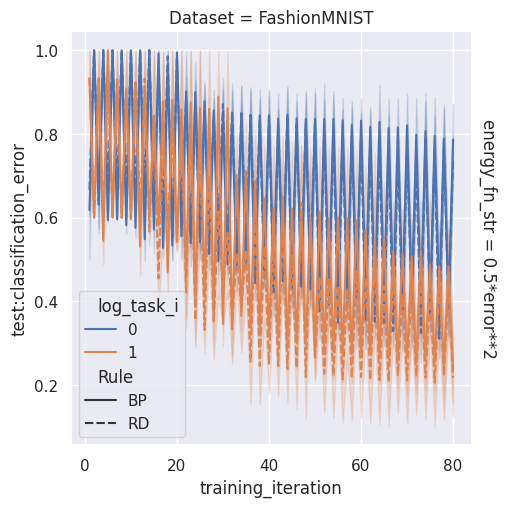 Dataset = FashionMNIST
1.0
0.8
0.6
0.4
0.2
test:classification_error
energy_fn_str = 0.5*error**2
log_task_i
0
1
Rule
BP
RD
0
20
40
60
80
training_iteration